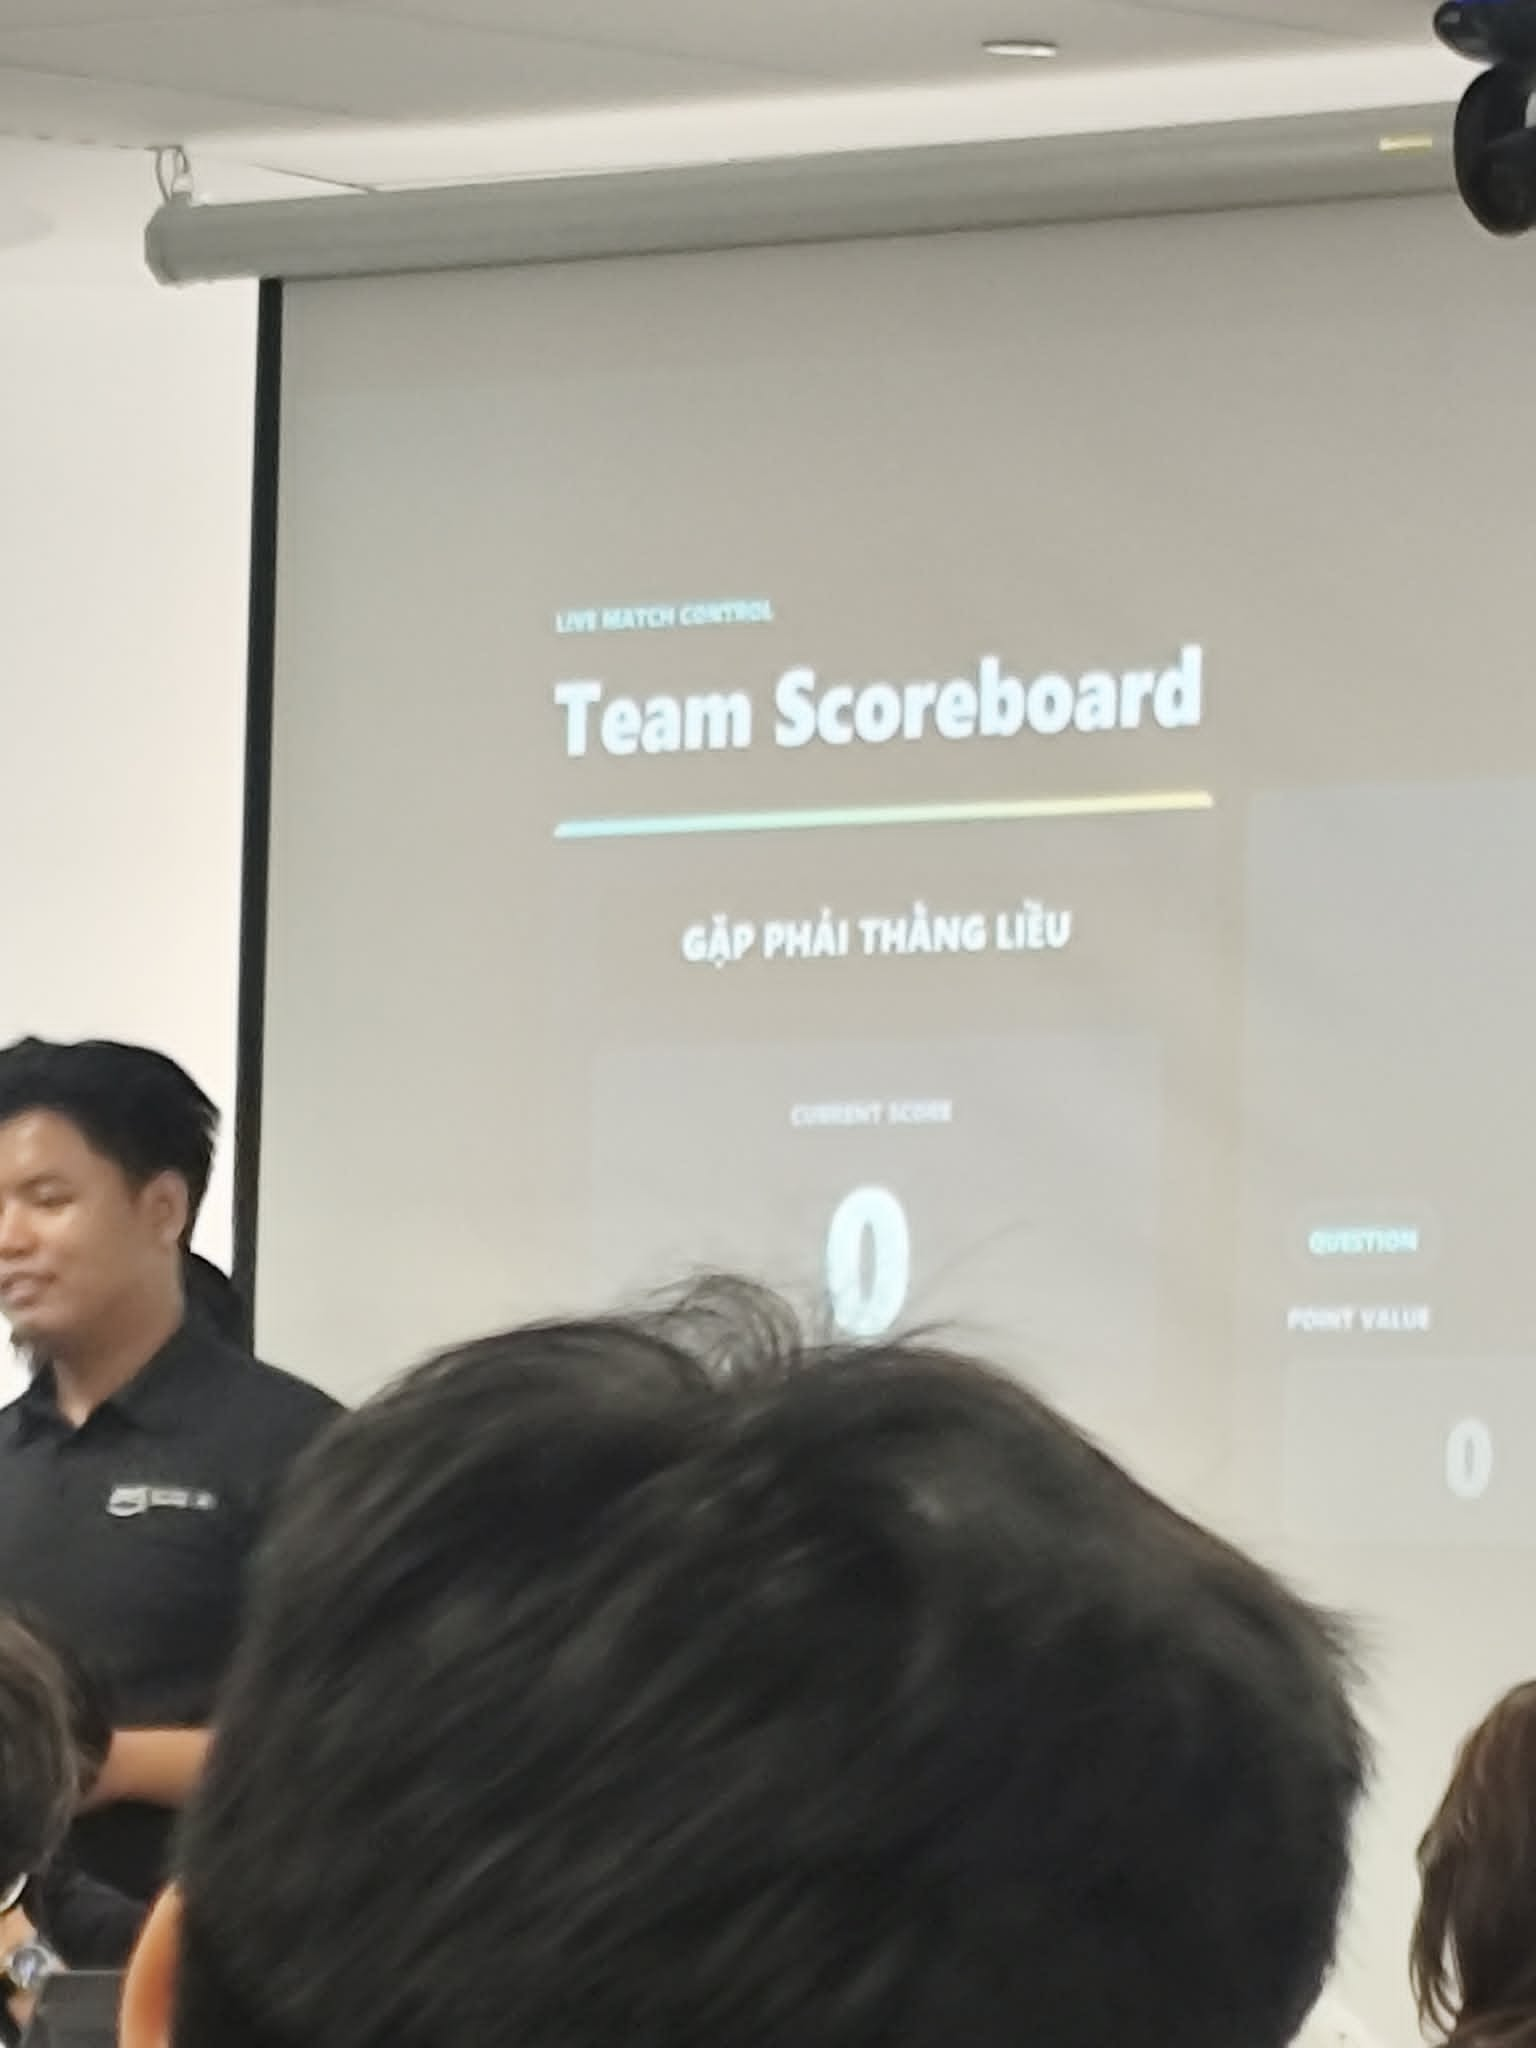 LIVE MATCH CONTROL
Team Scoreboard
GẶP PHẢI THẰNG LIỀU
CURRENT SCORE
0
QUESTION
POINT VALUE
0